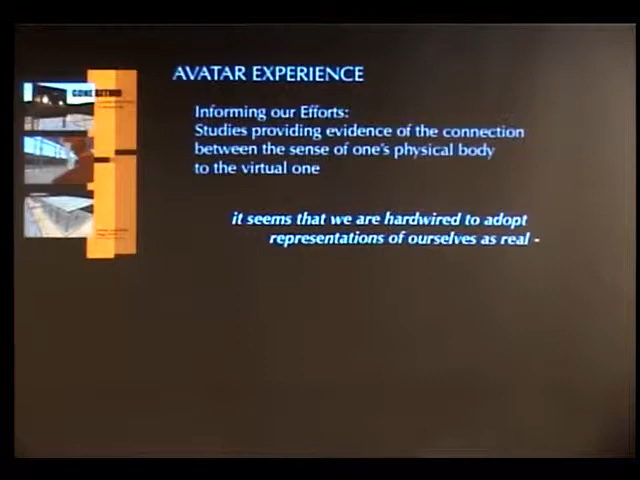 AVATAR EXPERIENCE
Informing our Efforts:
Studies providing evidence of the connection
between the sense of one's physical body
to the virtual one
it seems that we are hardwired to adopt
representations of ourselves as real -